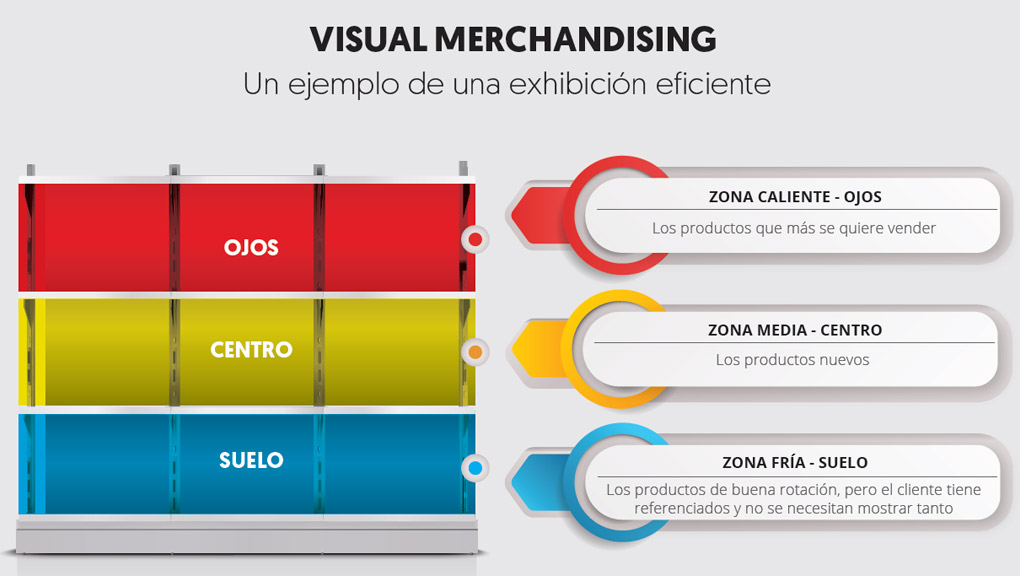 VISUAL MERCHANDISING
Un ejemplo de una exhibición eficiente
OJOS
CENTRO
SUELO
ZONA CALIENTE - OJOS
Los productos que más se quiere vender
ZONA MEDIA - CENTRO
Los productos nuevos
ZONA FRÍA - SUELO
Los productos de buena rotación, pero el cliente tiene
referenciados y no se necesitan mostrar tanto